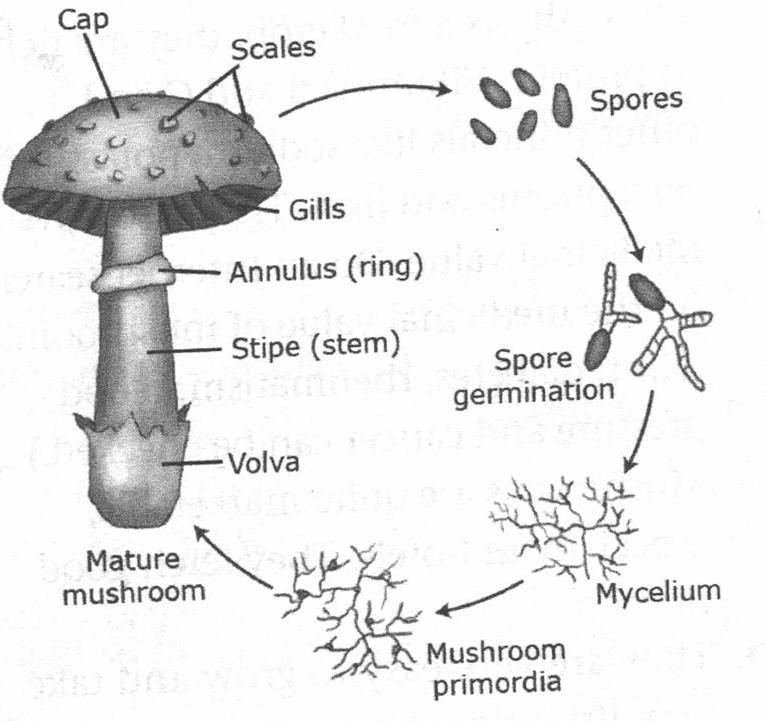 Cap
Scales
Spores
Gills
Annulus (ring)
Stipe (stem)
Spore
germination
Volva
Mature
mushroom
Mycelium
Mushroom
primordia